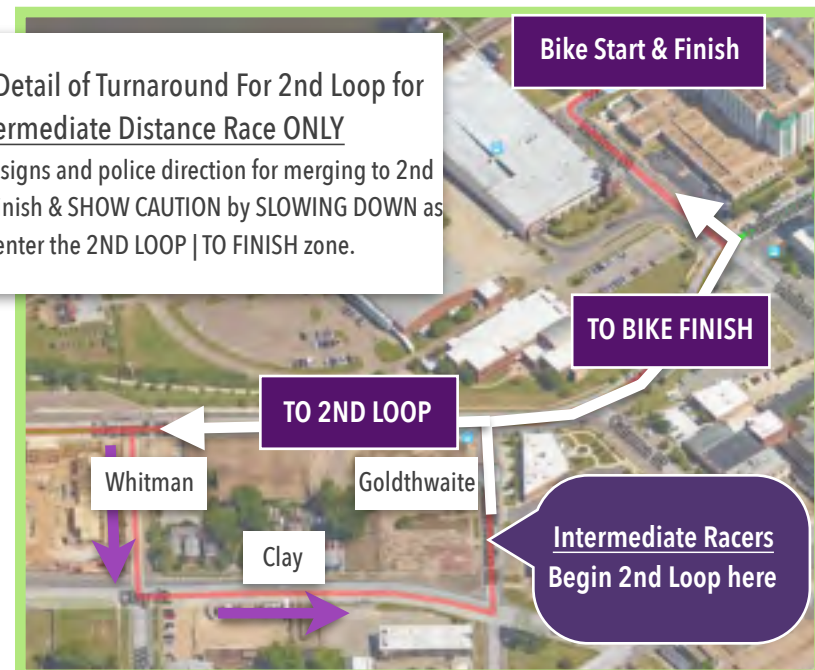 Bike Start & Finish
Detail of Turnaround For 2nd Loop for
ermediate Distance Race ONLY
signs and police direction for merging to 2nd
nish & SHOW CAUTION by SLOWING DOWN as
enter the 2ND LOOP | TO FINISH zone.
TO BIKE FINISH
TO 2ND LOOP
Whitman
Goldthwaite
Clay
Intermediate Racers
Begin 2nd Loop here